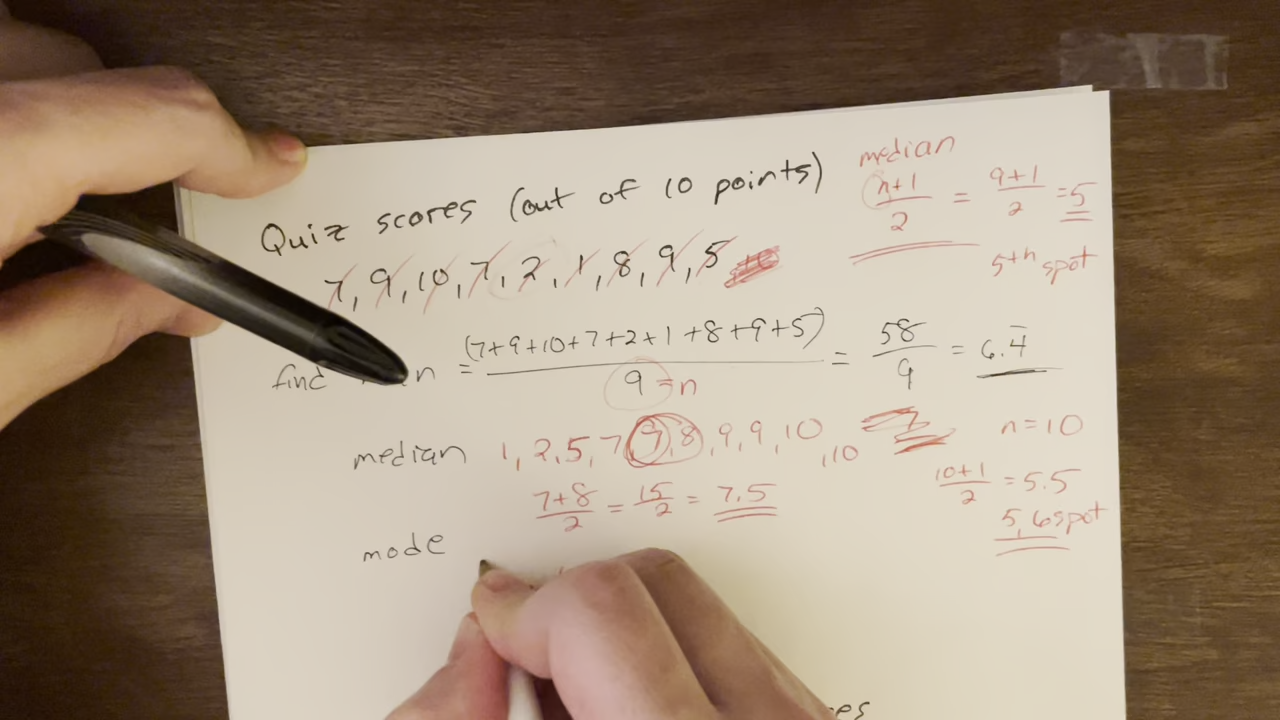 Quiz scores (out of 10 points)
7, 9, 10, 7, 2, 1, 8, 9, 5
median
n+1/2 = 9+1/2 = 5
5th spot
find = (7+9+10+7+2+1+8+9+5)/9 = 58/9 = 6.4̄
9 = n
median 1, 2, 5, 7, 7, 8, 9, 9, 10, 10
7+8/2 = 15/2 = 7.5
n=10
10+1/2 = 5.5
5, 6 spot
mode